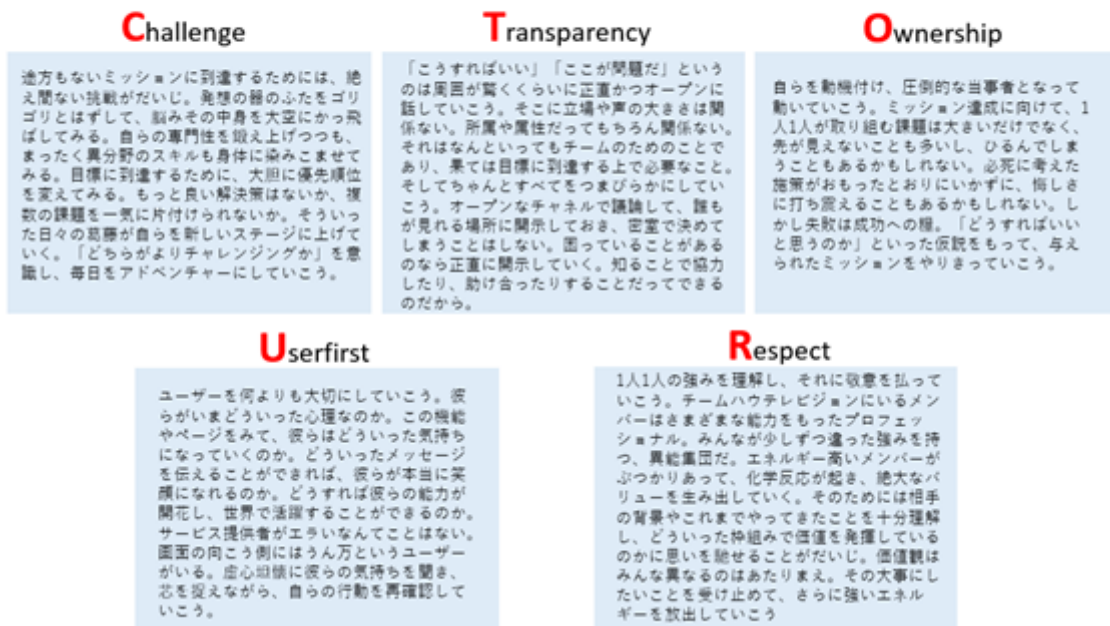 Challenge
途方もないミッションに到達するためには、絶
え間ない挑戦がだいじ。発想の器のふたをゴリ
ゴリとはずして、脳みその中身を大空にかっ飛
ばしてみる。自らの専門性を鍛え上げつつも、
まったく異分野のスキルも身体に染みこませて
みる。目標に到達するために、大胆に優先順位
を変えてみる。もっと良い解決策はないか、複
数の課題を一気に片付けられないか。そういっ
た日々の葛藤が自らを新しいステージに上げて
いく。「どちらがよりチャレンジングか」を意
識し、毎日をアドベンチャーにしていこう。
Transparency
「こうすればいい」「ここが問題だ」という
のは周囲が驚くくらいに正直かつオープンに
話していこう。そこに立場や声の大きさは関
係ない。所属や属性だってもちろん関係ない。
それはなんといってもチームのためのことで
あり、果ては目標に到達する上で必要なこと。
そしてちゃんとすべてをつまびらかにしてい
こう。オープンなチャネルで議論して、誰も
が見れる場所に開示しておき、密室で決めて
しまうことはしない。困っていることがある
のなら正直に開示していく。知ることで協力
したり、助け合ったりすることだってできる
のだから。
Ownership
自らを動機付け、圧倒的な当事者となって
動いていこう。ミッション達成に向けて、1
人1人が取り組む課題は大きいだけでなく、
先が見えないことも多いし、ひるんでしま
うこともあるかもしれない。必死に考えた
施策がおもったとおりにいかずに、悔しさ
に打ち震えることもあるかもしれない。し
かし失敗は成功への糧。「どうすればいい
と思うのか」といった仮説をもって、与え
られたミッションをやりきっていこう。
Userfirst
ユーザーを何よりも大切にしていこう。彼
らがいまどういった心理なのか。この機能
やページをみて、彼らはどういった気持ち
になっていくのか。どういったメッセージ
を伝えることができれば、彼らが本当に笑
顔になれるのか。どうすれば彼らの能力が
開花し、世界で活躍することができるのか。
サービス提供者がエラいなんてことはない。
画面の向こう側にはうん万というユーザー
がいる。虚心坦懐に彼らの気持ちを聞き、
芯を捉えながら、自らの行動を再確認して
いこう。
Respect
1人1人の強みを理解し、それに敬意を払って
いこう。チームハウテレビジョンにいるメン
バーはさまざまな能力をもったプロフェッ
ショナル。みんなが少しずつ違った強みを持
つ、異能集団だ。エネルギー高いメンバーが
ぶつかりあって、化学反応が起き、絶大なバ
リューを生み出していく。そのためには相手
の背景やこれまでやってきたことを十分理解
し、どういった枠組みで価値を発揮している
のかに思いを馳せることがだいじ。価値観は
みんな異なるのはあたりまえ。その大事にし
たいことを受け止めて、さらに強いエネル
ギーを放出していこう